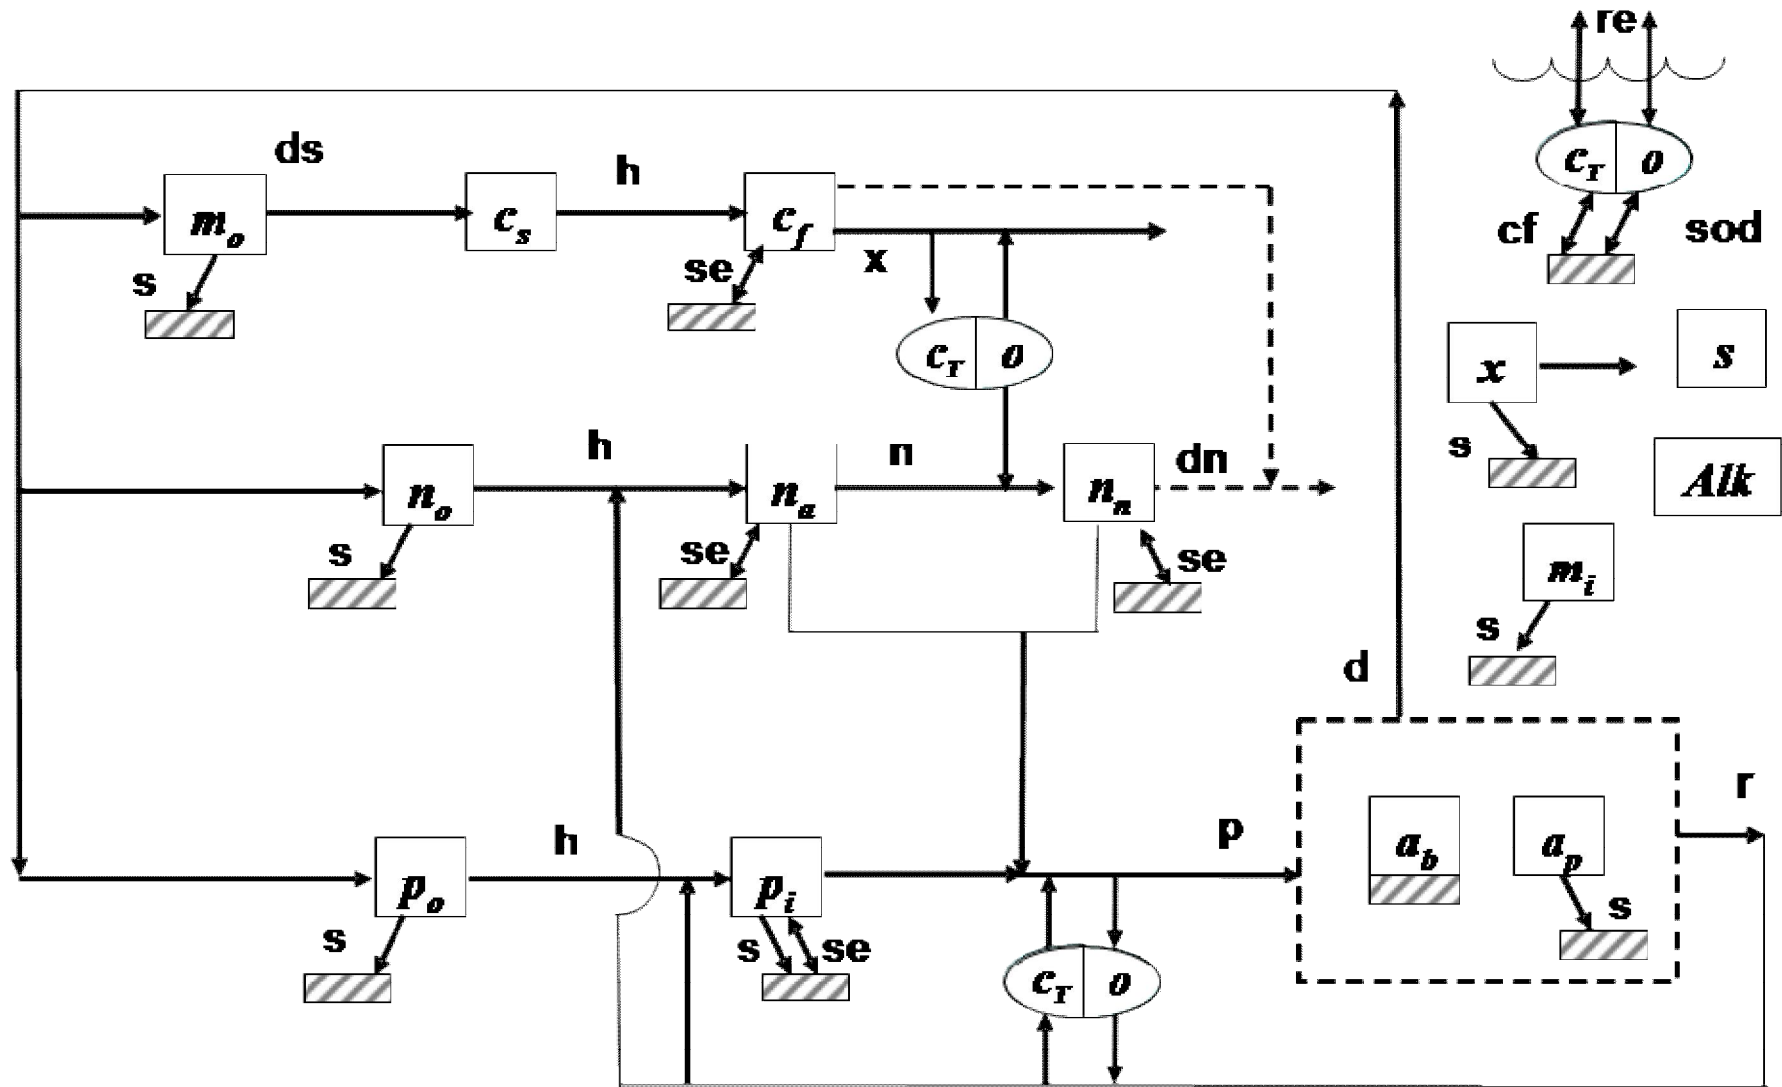 re
c_T o
cf sod
ds h
m_o c_s c_f
s se x
c_T o
x s
s Alk
h n dn
n_o n_a n_n
s se se
m_i
s
d
h p r
p_o p_i a_b a_p
s s se s
c_T o